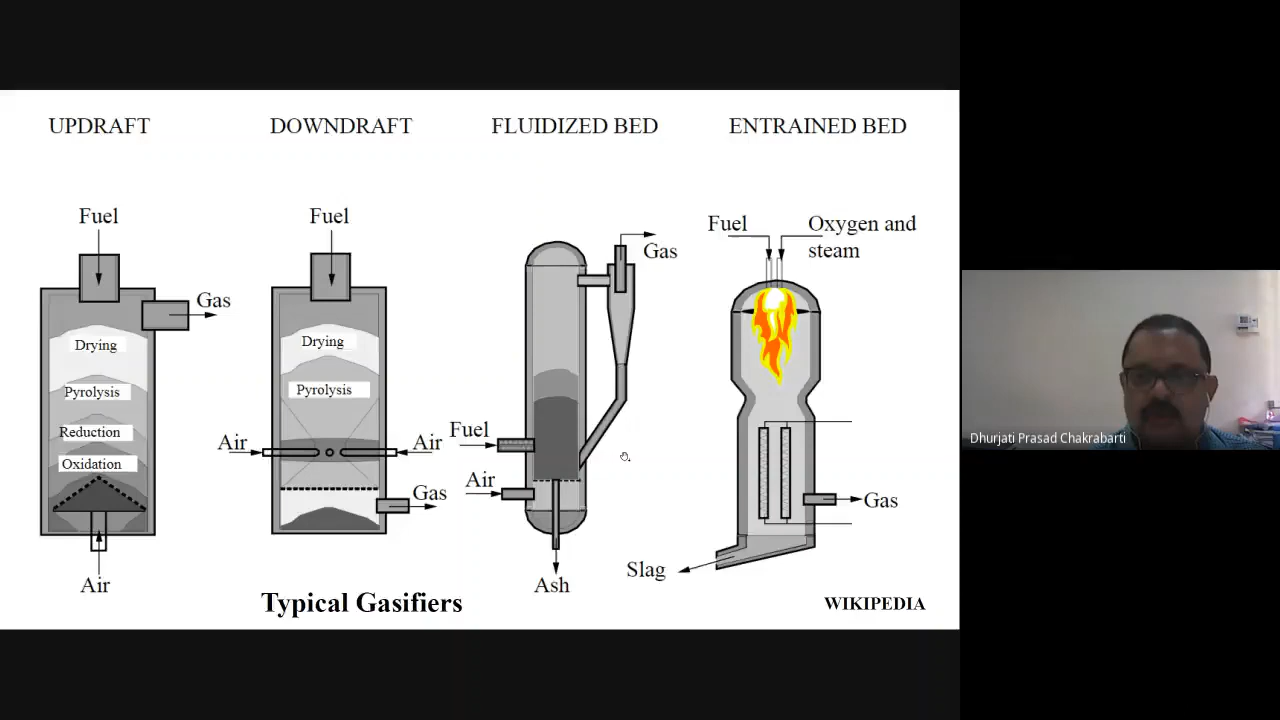 UPDRAFT
DOWNDRAFT
FLUIDIZED BED
ENTRAINED BED
Fuel
Gas
Drying
Pyrolysis
Reduction
Oxidation
Air
Fuel
Drying
Pyrolysis
Air
Air
Gas
Gas
Fuel
Air
Ash
Fuel
Oxygen and
steam
Gas
Slag
Typical Gasifiers
WIKIPEDIA
Dhurjati Prasad Chakrabarti